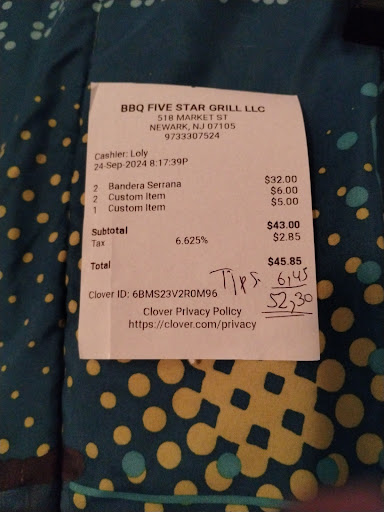 BBQ FIVE STAR GRILL LLC
518 MARKET ST
NEWARK, NJ 07105
9733307524
Cashier: Loly
24-Sep-2024 8:17:39P
2 Bandera Serrana $32.00
2 Custom Item $6.00
1 Custom Item $5.00
Subtotal $43.00
Tax 6.625% $2.85
Total $45.85
Tips 6,45
Clover ID: 6BMS23V2R0M96
52,30
Clover Privacy Policy
https://clover.com/privacy